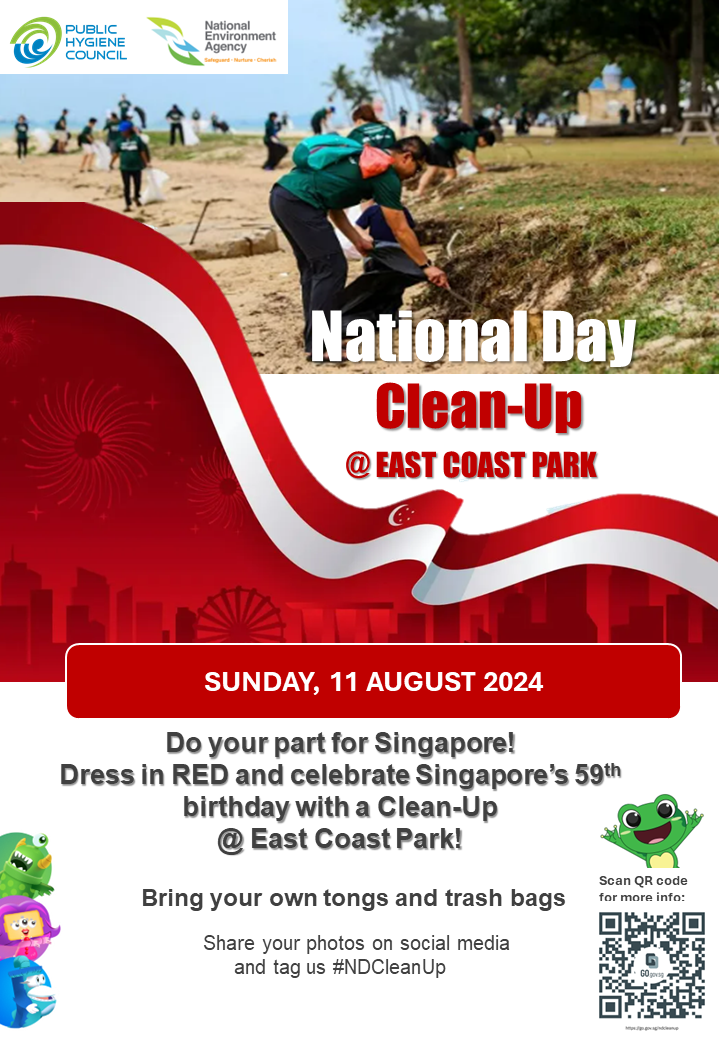 PUBLIC
HYGIENE
COUNCIL
National
Environment
Agency
Safeguard · Nurture · Cherish
National Day
Clean-Up
@ EAST COAST PARK
SUNDAY, 11 AUGUST 2024
Do your part for Singapore!
Dress in RED and celebrate Singapore's 59th
birthday with a Clean-Up
@ East Coast Park!
Bring your own tongs and trash bags
Share your photos on social media
and tag us #NDCleanUp
Scan QR code
for more info:
GO gov.sg
https://go.gov.sg/ndcleanup